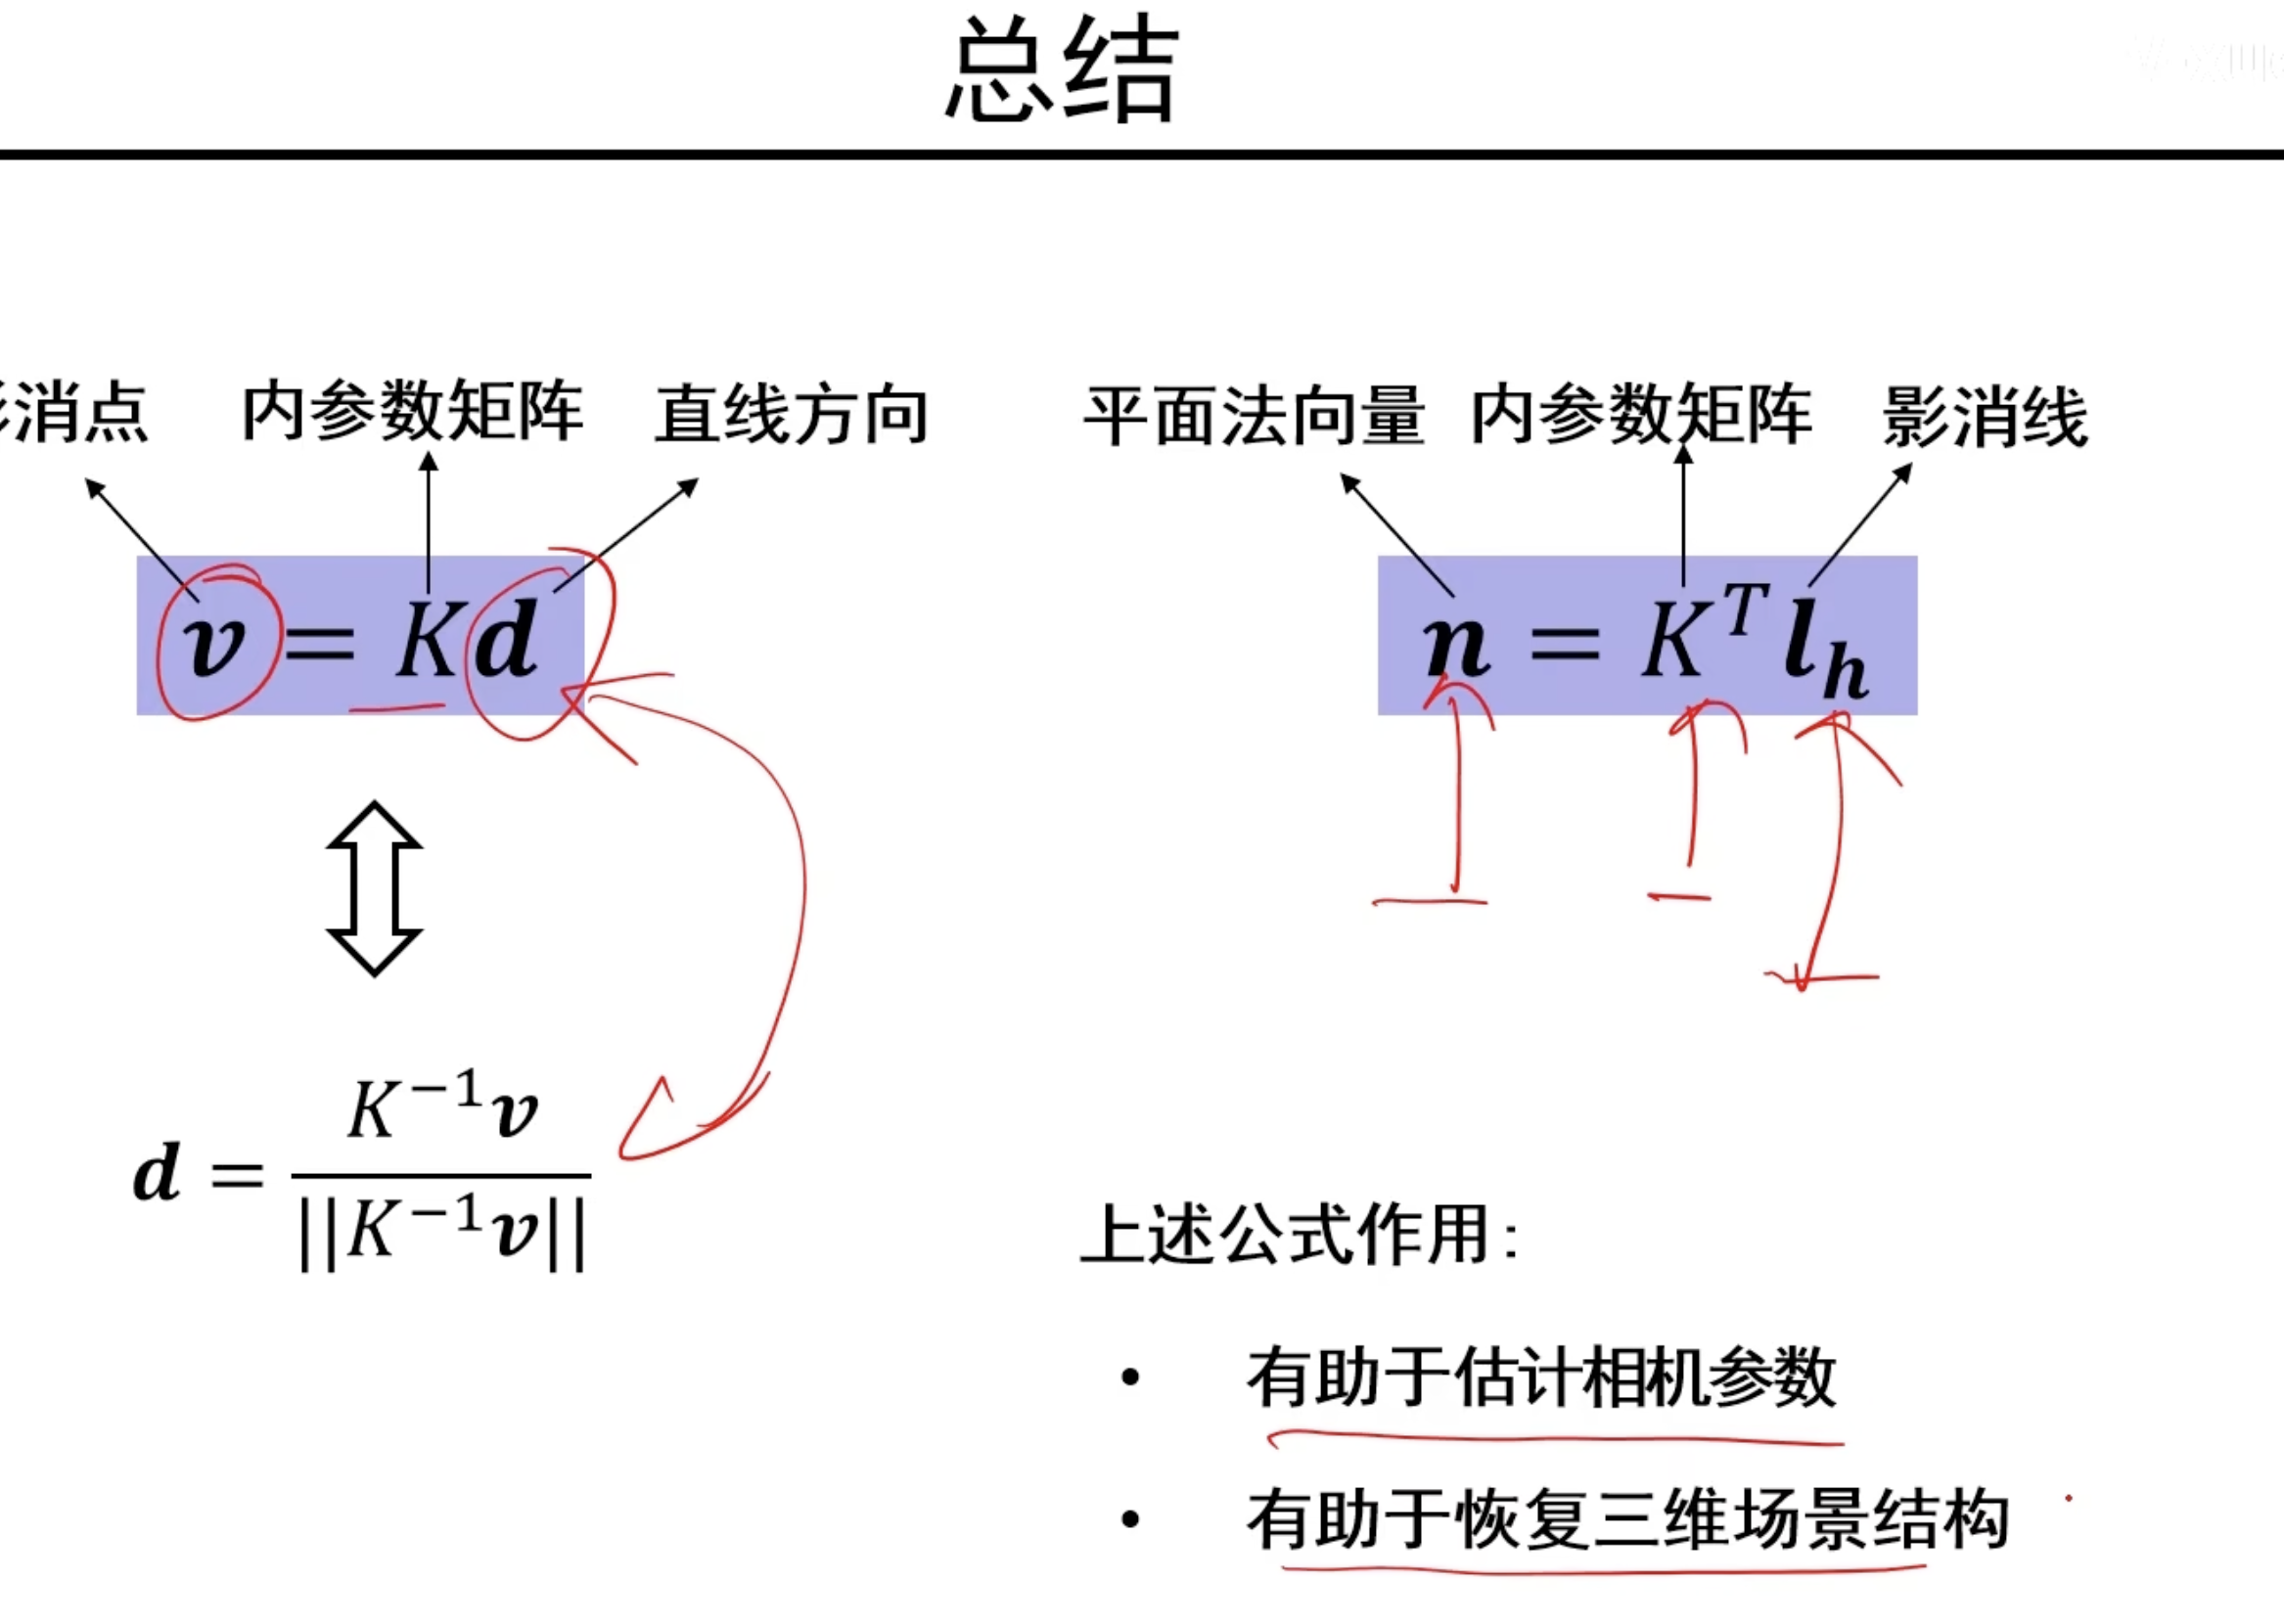 总结
消点 内参数矩阵 直线方向
平面法向量 内参数矩阵 影消线
v = Kd
n = K^T l_h
d = K^{-1}v / ||K^{-1}v||
上述公式作用：
• 有助于估计相机参数
• 有助于恢复三维场景结构